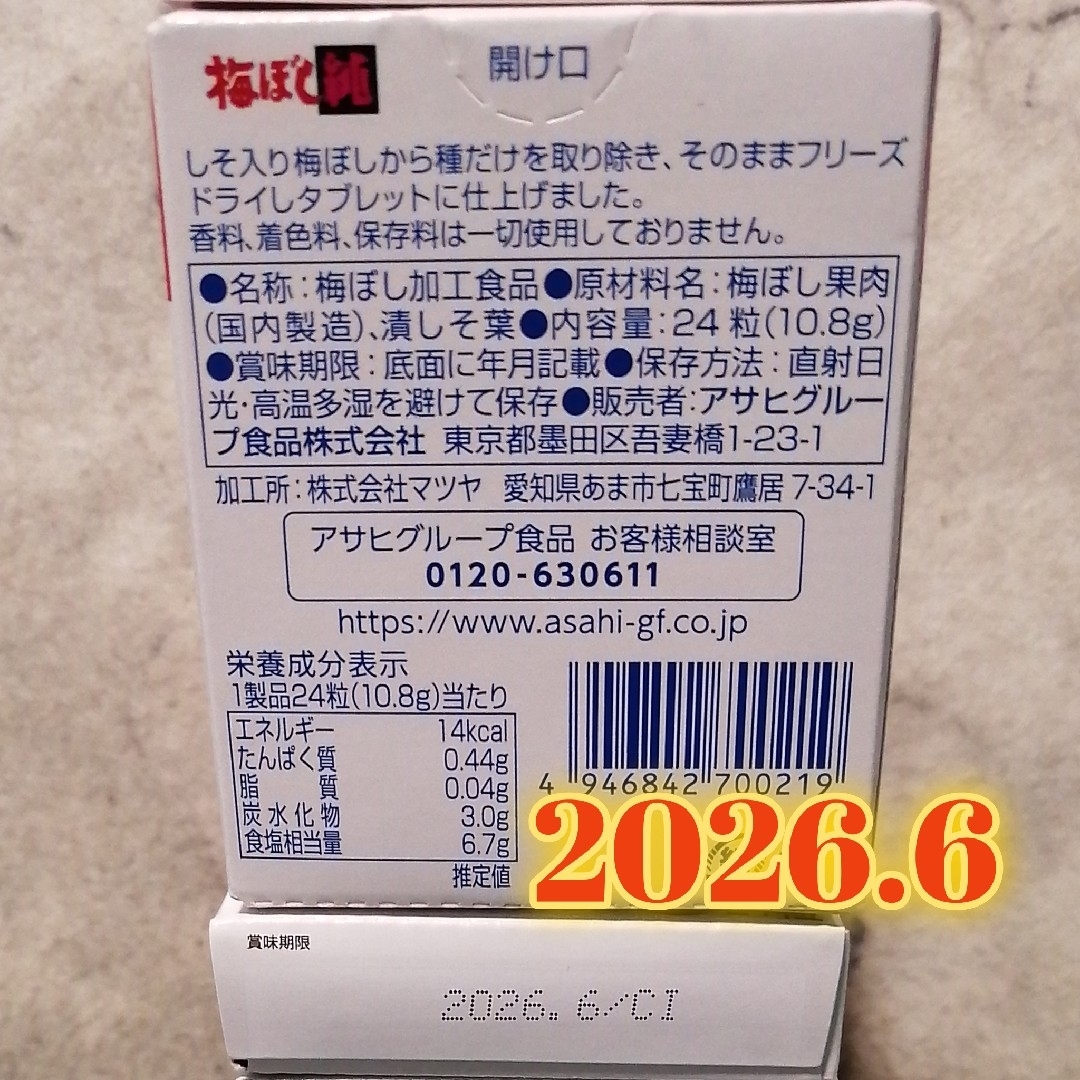 梅ぼし純
開け口
しそ入り梅ぼしから種だけを取り除き、そのままフリーズ
ドライしタブレットに仕上げました。
香料、着色料、保存料は一切使用しておりません。
●名称:梅ぼし加工食品●原材料名:梅ぼし果肉
(国内製造)、漬しそ葉●内容量:24粒(10.8g)
●賞味期限:底面に年月記載●保存方法:直射日
光・高温多湿を避けて保存●販売者:アサヒグルー
プ食品株式会社 東京都墨田区吾妻橋1-23-1
加工所:株式会社マツヤ 愛知県あま市七宝町鷹居7-34-1
アサヒグループ食品 お客様相談室
0120-630611
https://www.asahi-gf.co.jp
栄養成分表示
1製品24粒(10.8g)当たり
エネルギー 14kcal
たんぱく質 0.44g
脂質 0.04g
炭水化物 3.0g
食塩相当量 6.7g
推定値
4 946842 700219
2026.6
賞味期限
2026.6/CI